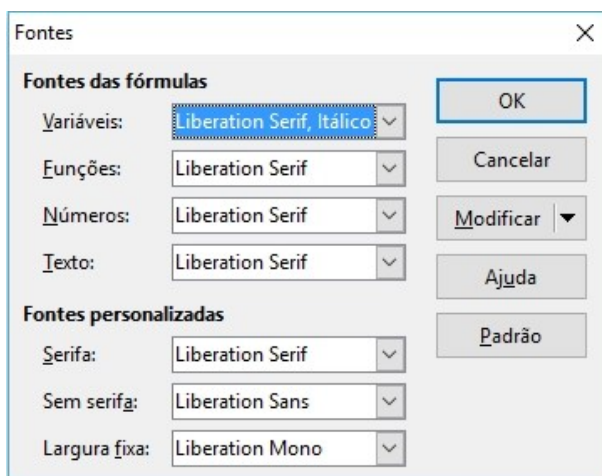 Fontes
Fontes das fórmulas
Variáveis: Liberation Serif, Itálico
Funções: Liberation Serif
Números: Liberation Serif
Texto: Liberation Serif
Fontes personalizadas
Serifa: Liberation Serif
Sem serifa: Liberation Sans
Largura fixa: Liberation Mono
OK
Cancelar
Modificar
Ajuda
Padrão